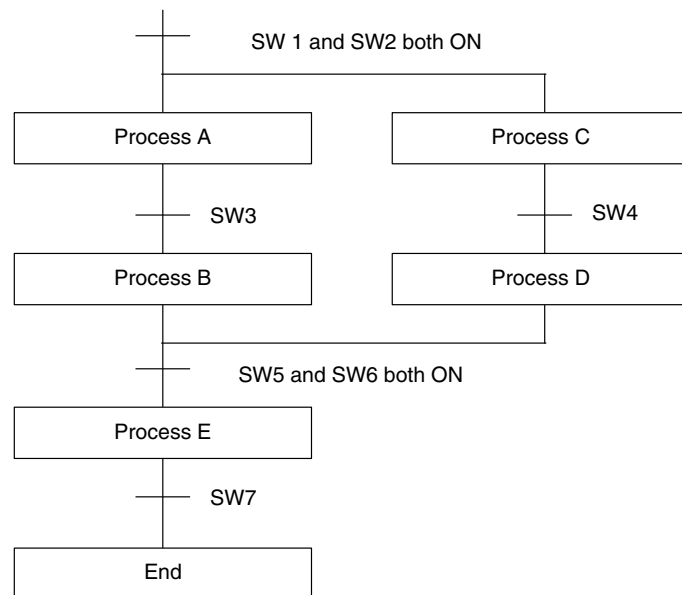 SW 1 and SW2 both ON
Process A
Process C
SW3
SW4
Process B
Process D
SW5 and SW6 both ON
Process E
SW7
End